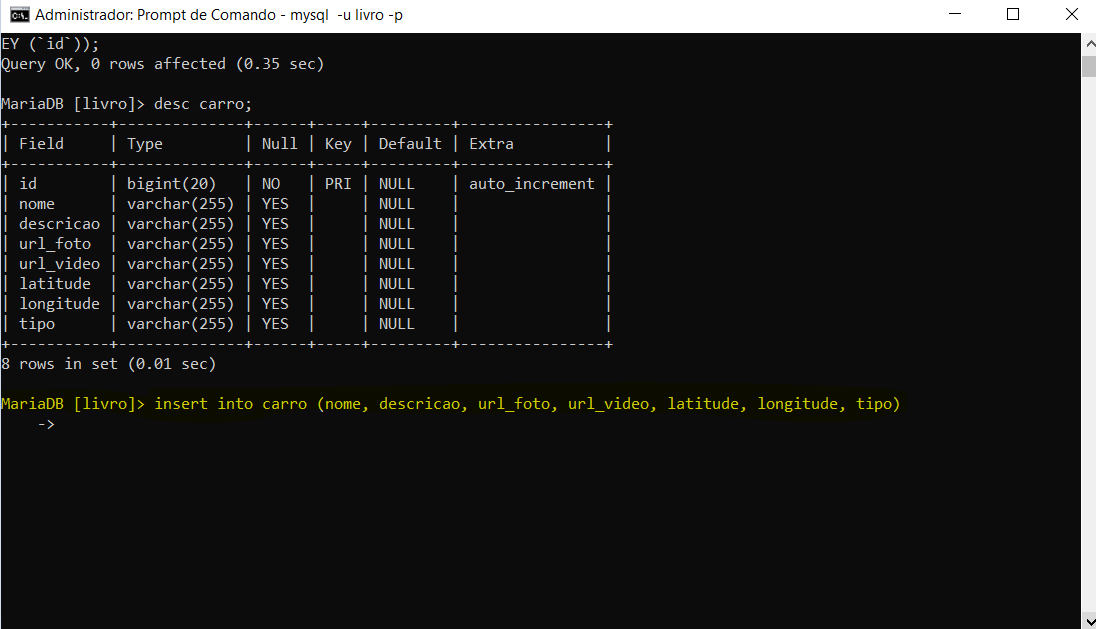 Administrador: Prompt de Comando - mysql  -u livro -p
EY (`id`));
Query OK, 0 rows affected (0.35 sec)
MariaDB [livro]> desc carro;
+-----------+--------------+------+-----+---------+----------------+
| Field     | Type         | Null | Key | Default | Extra          |
+-----------+--------------+------+-----+---------+----------------+
| id        | bigint(20)   | NO   | PRI | NULL    | auto_increment |
| nome      | varchar(255) | YES  |     | NULL    |                |
| descricao | varchar(255) | YES  |     | NULL    |                |
| url_foto  | varchar(255) | YES  |     | NULL    |                |
| url_video | varchar(255) | YES  |     | NULL    |                |
| latitude  | varchar(255) | YES  |     | NULL    |                |
| longitude | varchar(255) | YES  |     | NULL    |                |
| tipo      | varchar(255) | YES  |     | NULL    |                |
+-----------+--------------+------+-----+---------+----------------+
8 rows in set (0.01 sec)
MariaDB [livro]> insert into carro (nome, descricao, url_foto, url_video, latitude, longitude, tipo)
    ->